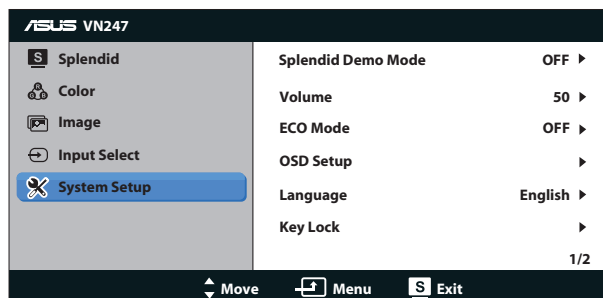 ASUS VN247
S Splendid
Color
Image
Input Select
System Setup
Splendid Demo Mode OFF
Volume 50
ECO Mode OFF
OSD Setup
Language English
Key Lock
1/2
Move Menu S Exit